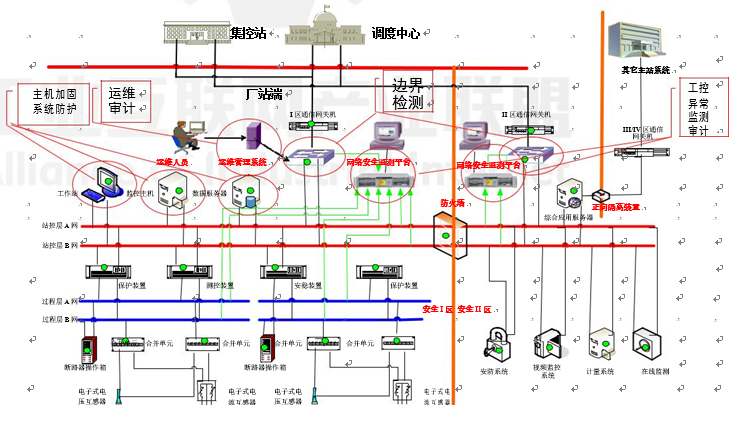 集控站
调度中心
其它主站系统
主机加固
系统防护
运维
审计
厂站端
边界
检测
工控
异常
监测
审计
I 区通信网关机
II 区通信网关机
III/IV 区通信
网关机
运维人员
运维管理系统
网络安全监测平台
网络安全监测平台
工作站
监控主机
数据服务器
防火墙
综合应用服务器
正向隔离装置
站控层 A 网
站控层 B 网
保护装置
测控装置
安稳装置
保护装置
过程层 A 网
过程层 B 网
安全 I 区
安全 II 区
断路器操作箱
合并单元
合并单元
断路器操作箱
合并单元
合并单元
安防系统
视频监控
系统
计量系统
在线监测
电子式电
压互感器
电子式电
流互感器
电子式电
压互感器
电子式电
流互感器